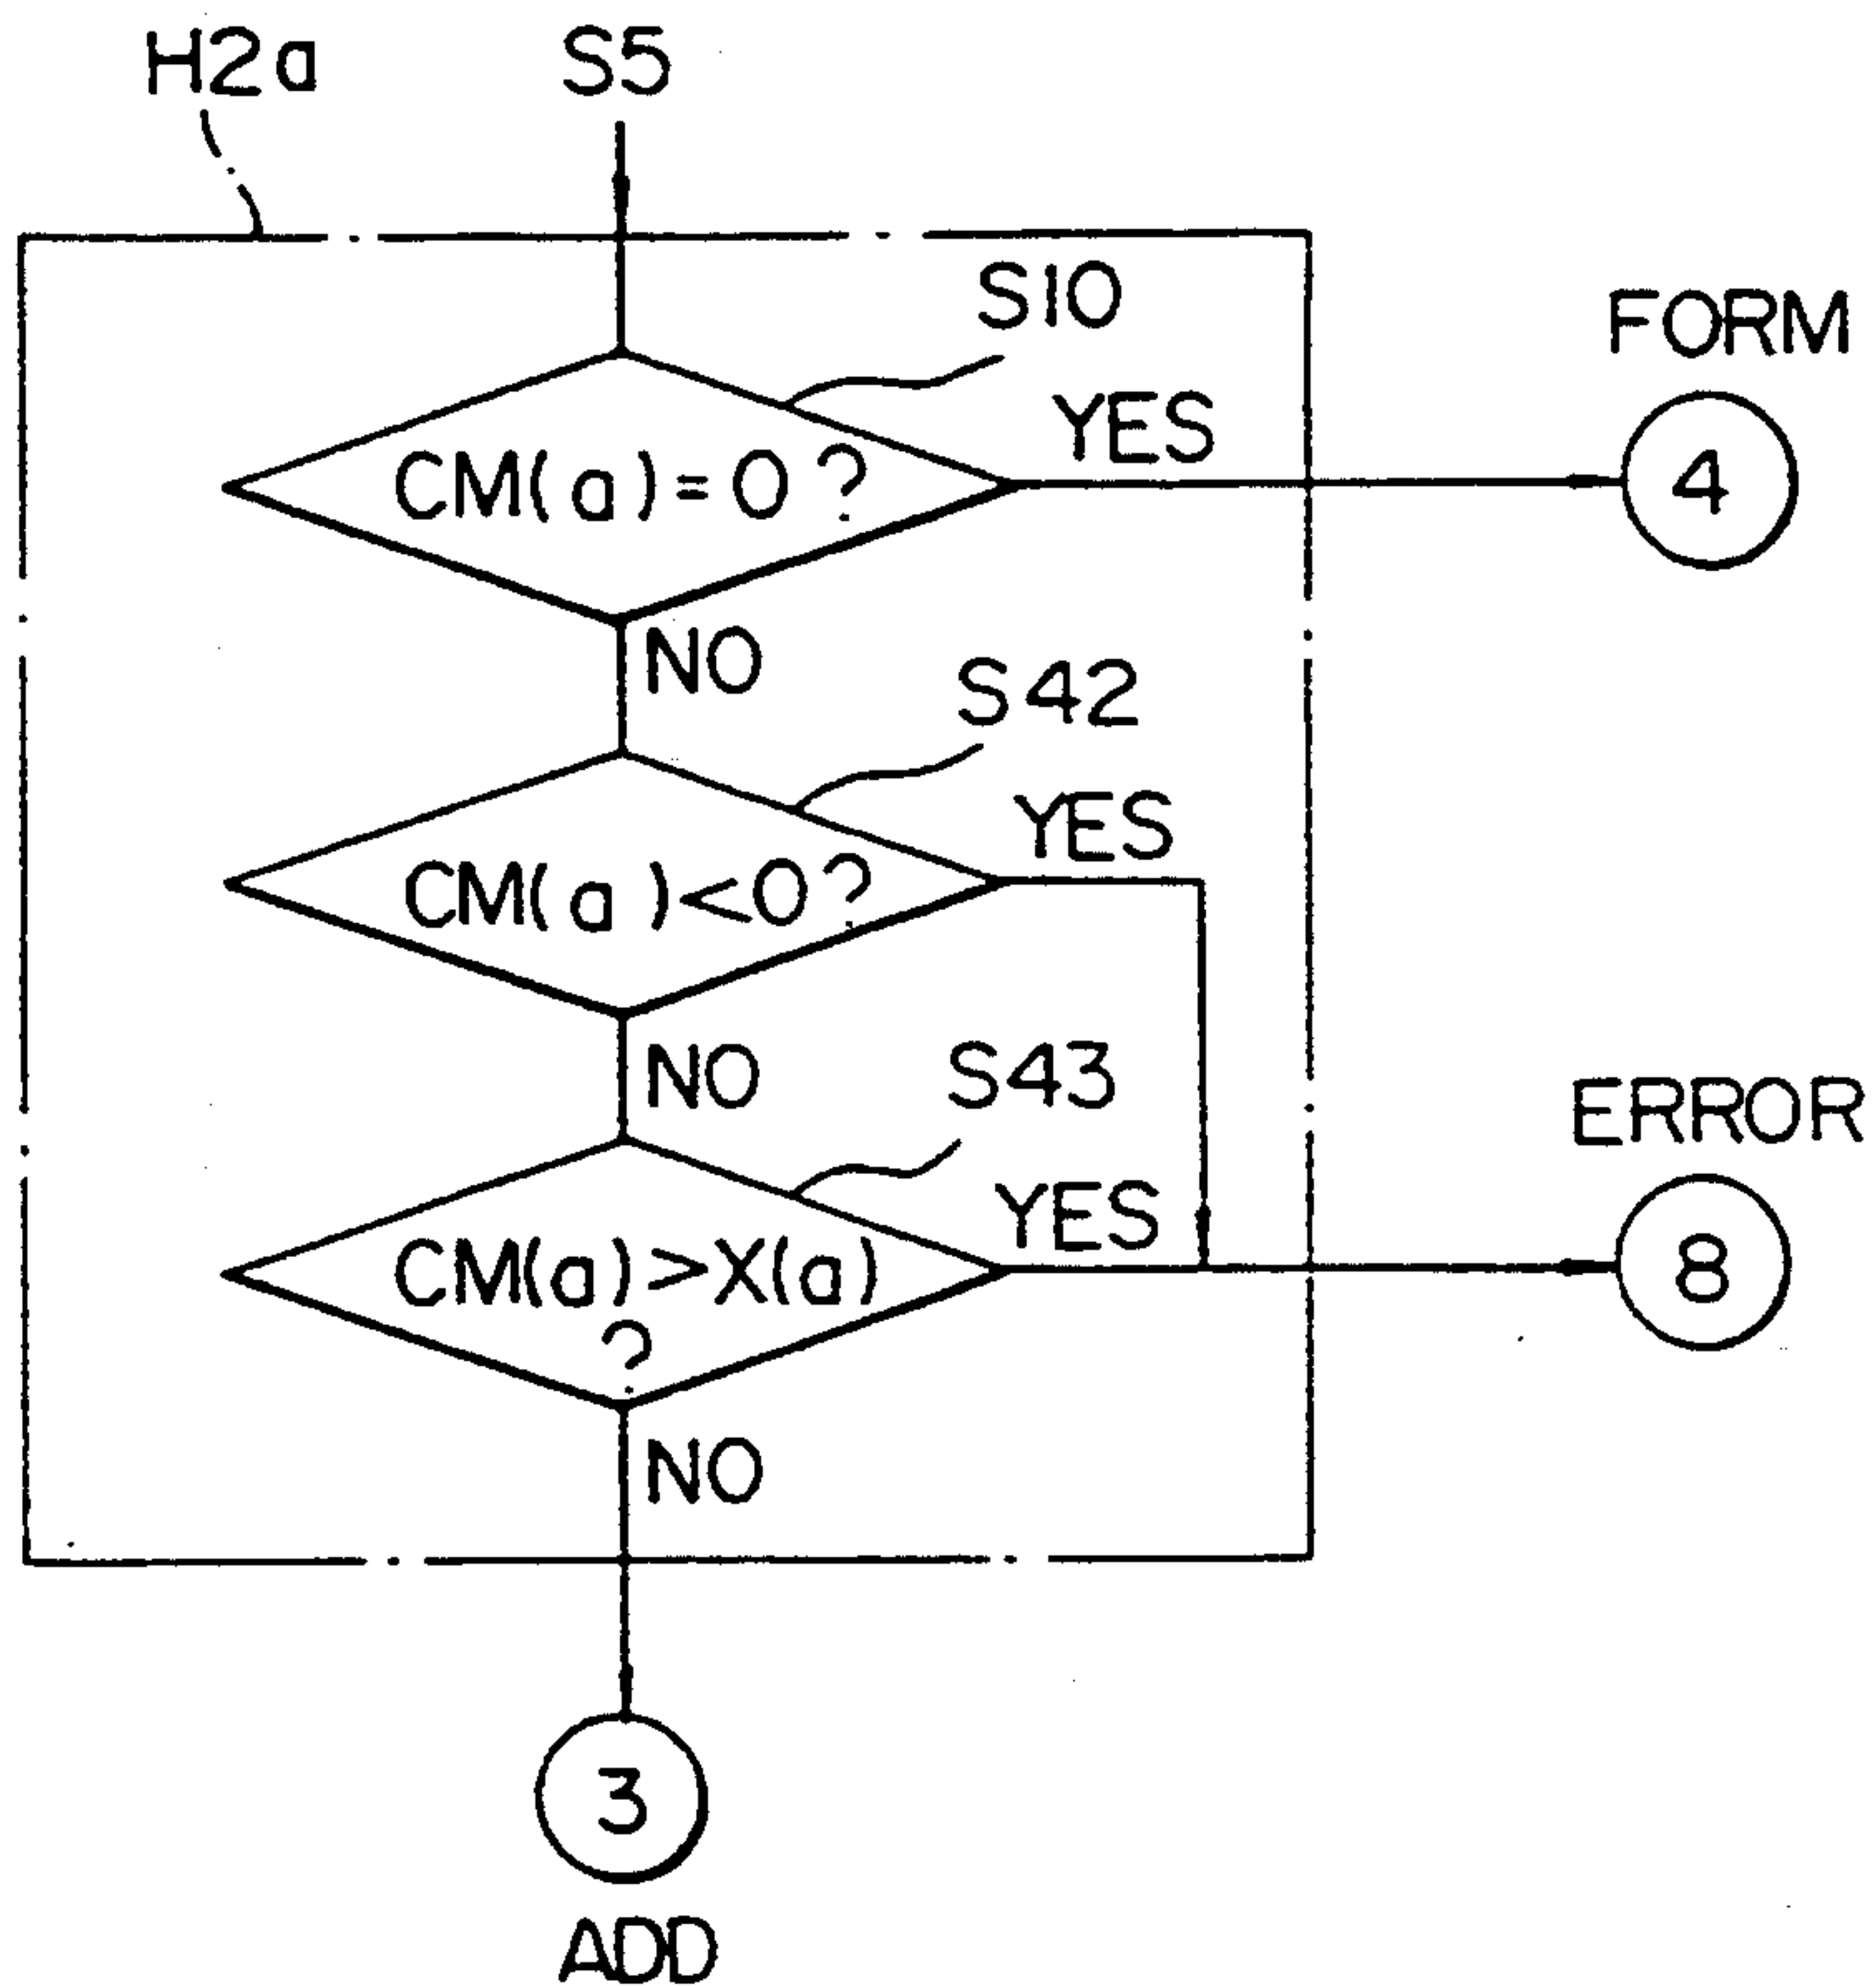 H2a
S5
S10
FORM
YES
CM(a)=0?
4
NO
S42
YES
CM(a)<0?
NO
S43
ERROR
YES
CM(a)>X(a)
?
8
NO
3
ADD